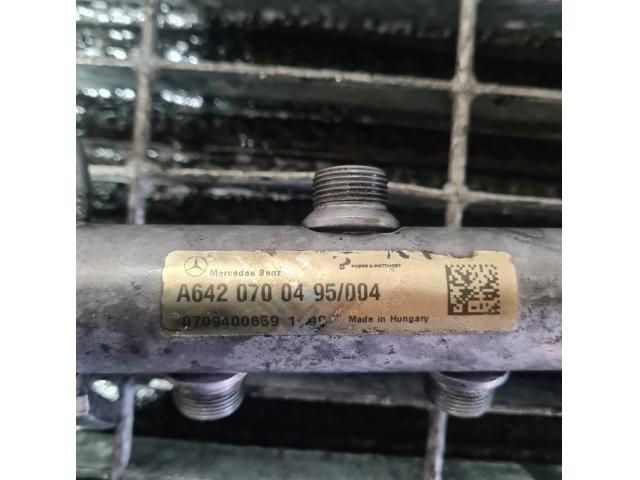 Mercedes Benz
POPPE & POTTHOFF
A642 070 04 95/004
0709400659
Made in Hungary